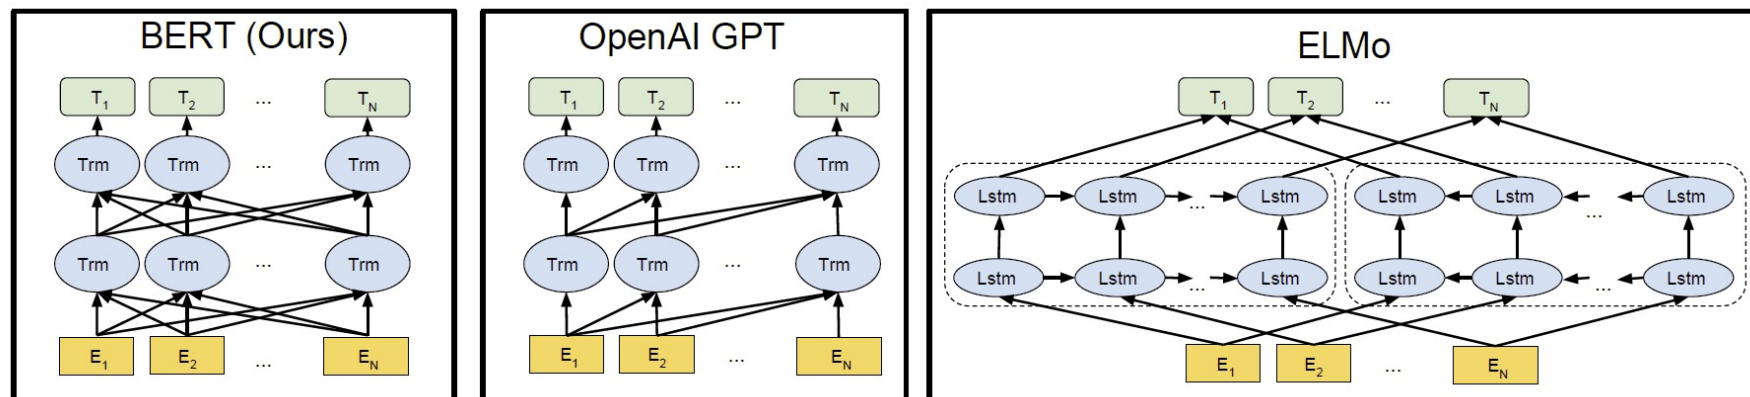 BERT (Ours)
T1 T2 ... TN
Trm Trm ... Trm
Trm Trm ... Trm
E1 E2 ... EN
OpenAI GPT
T1 T2 ... TN
Trm Trm ... Trm
Trm Trm ... Trm
E1 E2 ... EN
ELMo
T1 T2 ... TN
Lstm Lstm ... Lstm Lstm Lstm ... Lstm
Lstm Lstm ... Lstm Lstm Lstm ... Lstm
E1 E2 ... EN